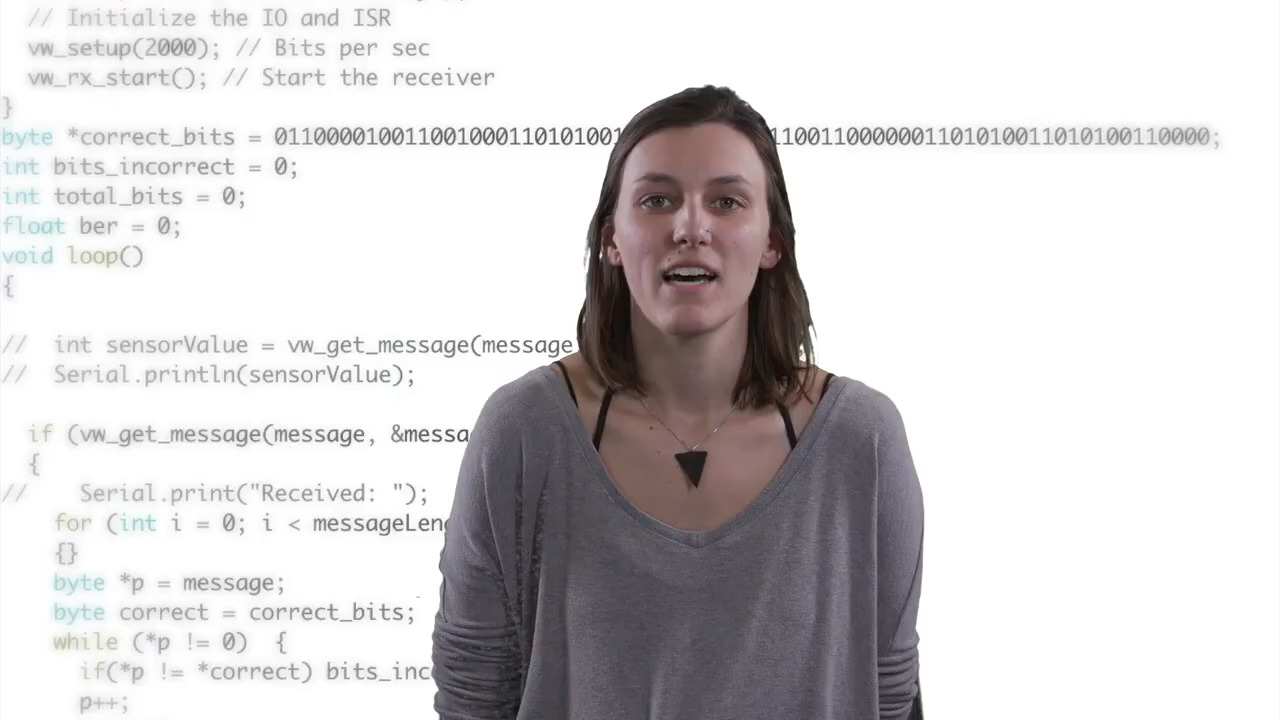 // Initialize the IO and ISR
vw_setup(2000); // Bits per sec
vw_rx_start(); // Start the receiver
}
byte *correct_bits = 0110000100110010001101010011100110000001101010011010100110000;
int bits_incorrect = 0;
int total_bits = 0;
float ber = 0;
void loop()
{
// int sensorValue = vw_get_message(message
// Serial.println(sensorValue);
if (vw_get_message(message, &messa
{
// Serial.print("Received: ");
for (int i = 0; i < messageLeng
{}
byte *p = message;
byte correct = correct_bits;
while (*p != 0) {
if(*p != *correct) bits_inc
p++;